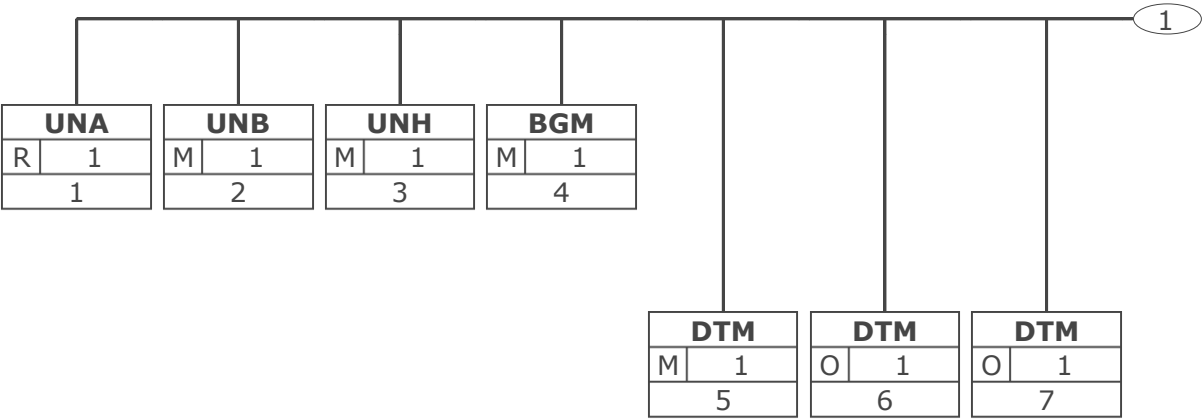 1
UNA UNB UNH BGM
R 1 M 1 M 1 M 1
1 2 3 4
DTM DTM DTM
M 1 O 1 O 1
5 6 7